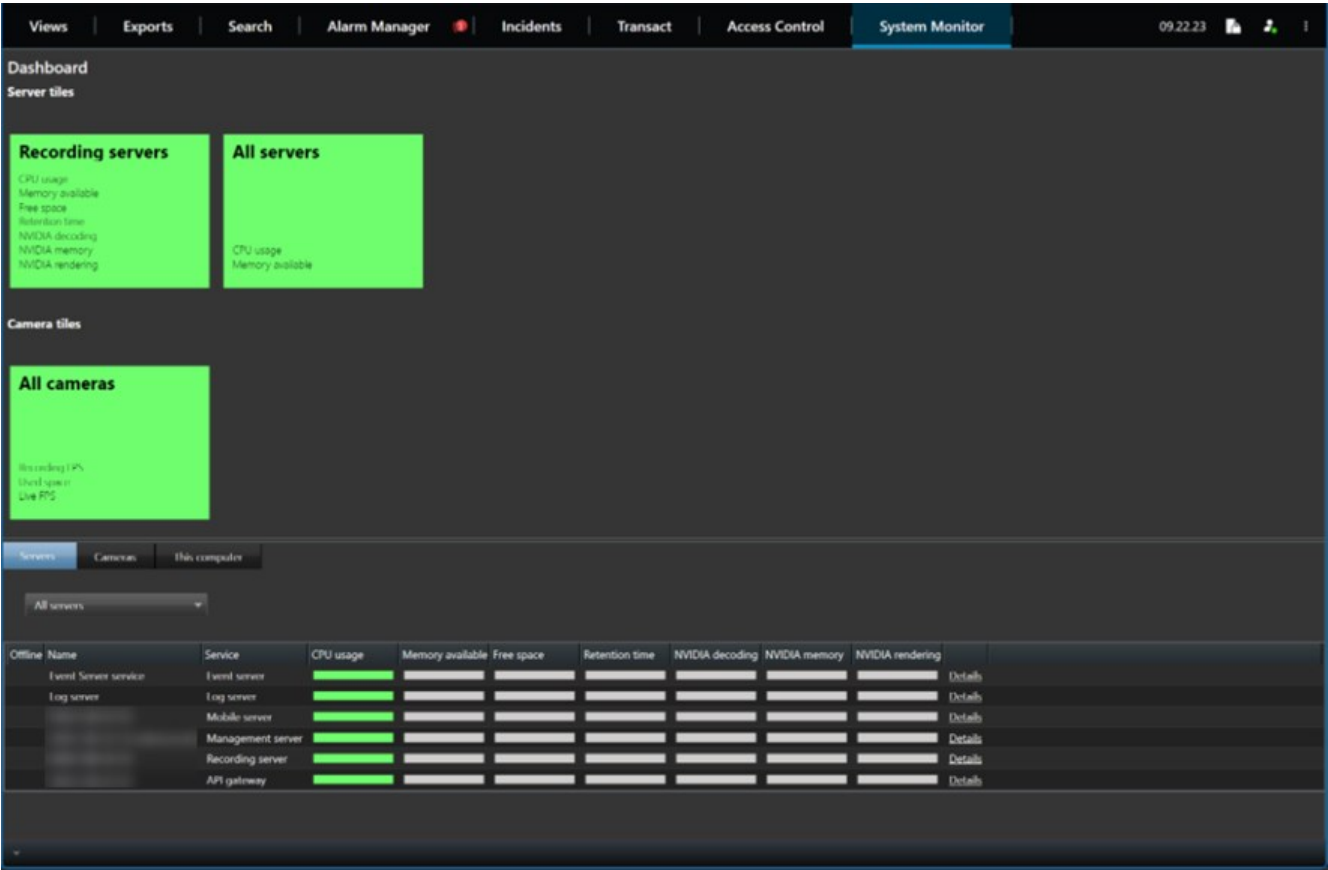 Views Exports Search Alarm Manager Incidents Transact Access Control System Monitor 09.22.23
Dashboard
Server tiles
Recording servers
CPU usage
Memory available
Free space
Retention time
NVIDIA decoding
NVIDIA memory
NVIDIA rendering
All servers
CPU usage
Memory available
Camera tiles
All cameras
Recording FPS
Used space
Live FPS
Servers Cameras This computer
All servers
Offline Name Service CPU usage Memory available Free space Retention time NVIDIA decoding NVIDIA memory NVIDIA rendering
Event Server service Event server Details
Log server Log server Details
Mobile server Details
Management server Details
Recording server Details
API gateway Details